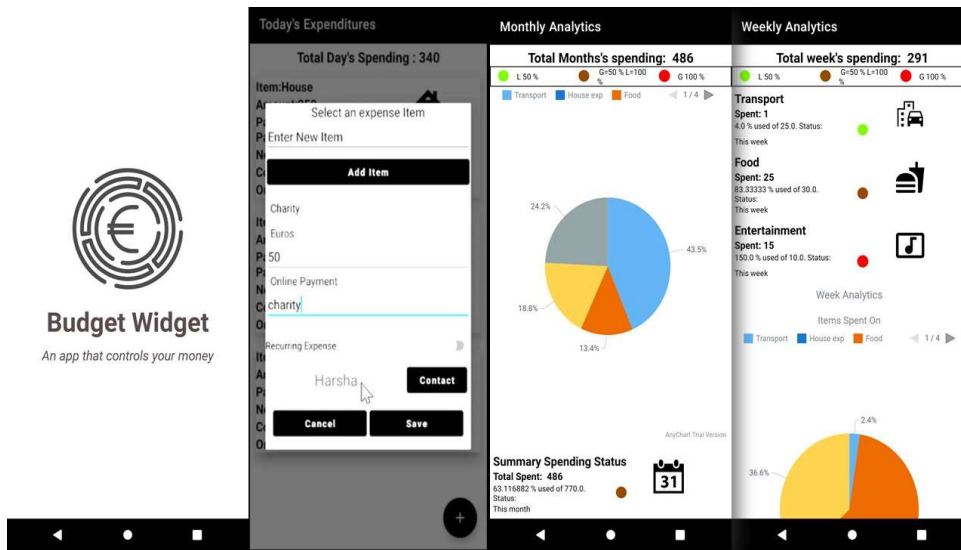 Budget Widget
An app that controls your money
Today's Expenditures
Total Day's Spending : 340
Item:House
Select an expense Item
Enter New Item
Add Item
Charity
Euros
50
Online Payment
charity
Recurring Expense
Harsha
Contact
Cancel
Save
+
Monthly Analytics
Total Months's spending: 486
L 50 %
G=50 % L=100
%
G 100 %
Transport
House exp
Food
1 / 4
24.2%
43.5%
18.8%
13.4%
AnyChart Trial Version
Summary Spending Status
Total Spent: 486
63.116882 % used of 770.0.
Status:
This month
31
Weekly Analytics
Total week's spending: 291
L 50 %
G=50 % L=100
%
G 100 %
Transport
Spent: 1
4.0 % used of 25.0. Status:
This week
Food
Spent: 25
83.33333 % used of 30.0.
Status:
This week
Entertainment
Spent: 15
150.0 % used of 10.0. Status:
This week
Week Analytics
Items Spent On
Transport
House exp
Food
1 / 4
2.4%
36.6%